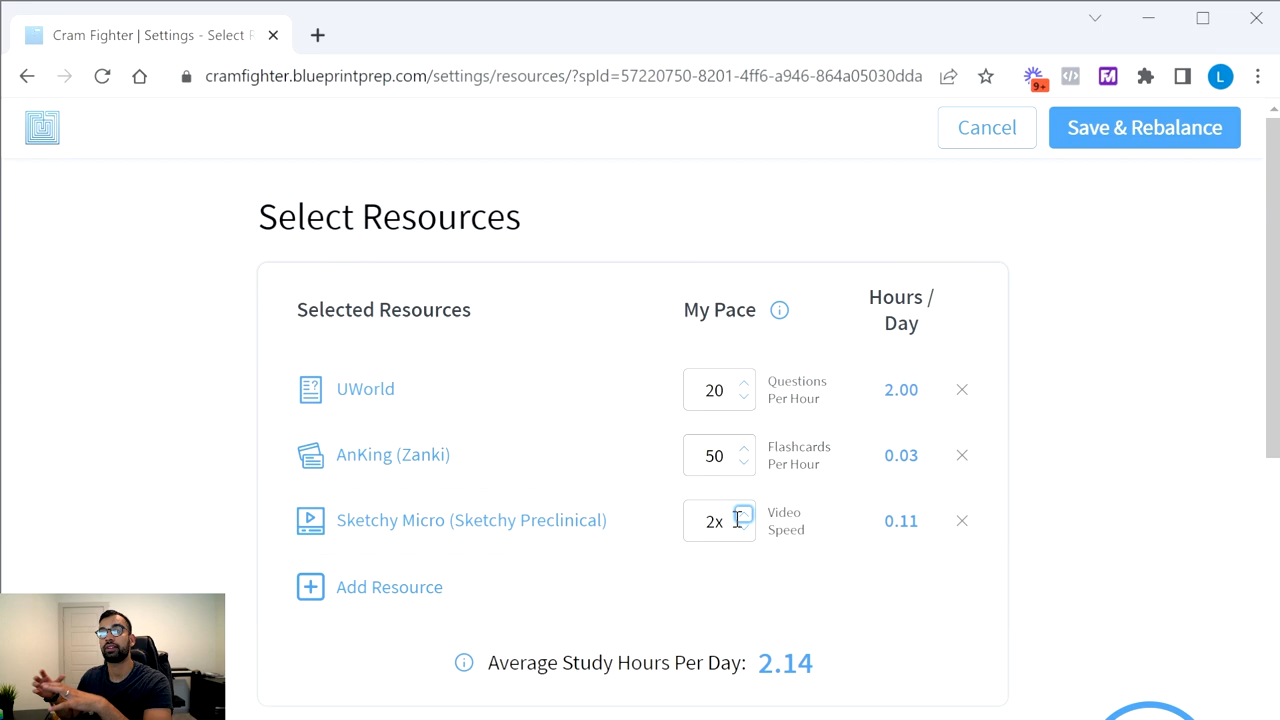 Cram Fighter | Settings - Select R
cramfighter.blueprintprep.com/settings/resources/?spId=57220750-8201-4ff6-a946-864a05030dda
9+
L
Cancel
Save & Rebalance
Select Resources
Selected Resources
My Pace
Hours /
Day
UWorld
20
Questions
Per Hour
2.00
AnKing (Zanki)
50
Flashcards
Per Hour
0.03
Sketchy Micro (Sketchy Preclinical)
2x
Video
Speed
0.11
Add Resource
Average Study Hours Per Day: 2.14